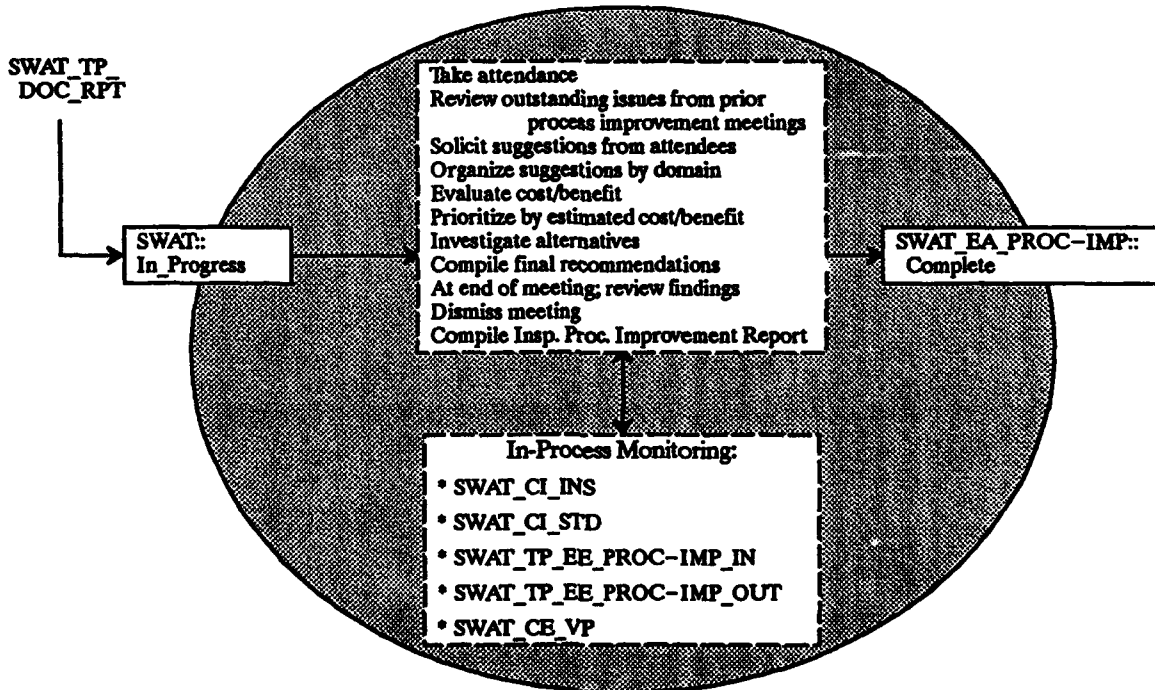 SWAT_TP_
DOC_RPT
SWAT::
In_Progress
Take attendance
Review outstanding issues from prior
process improvement meetings
Solicit suggestions from attendees
Organize suggestions by domain
Evaluate cost/benefit
Prioritize by estimated cost/benefit
Investigate alternatives
Compile final recommendations
At end of meeting; review findings
Dismiss meeting
Compile Insp. Proc. Improvement Report
SWAT_EA_PROC-IMP::
Complete
In-Process Monitoring:
* SWAT_CI_INS
* SWAT_CI_STD
* SWAT_TP_EE_PROC-IMP_IN
* SWAT_TP_EE_PROC-IMP_OUT
* SWAT_CE_VP